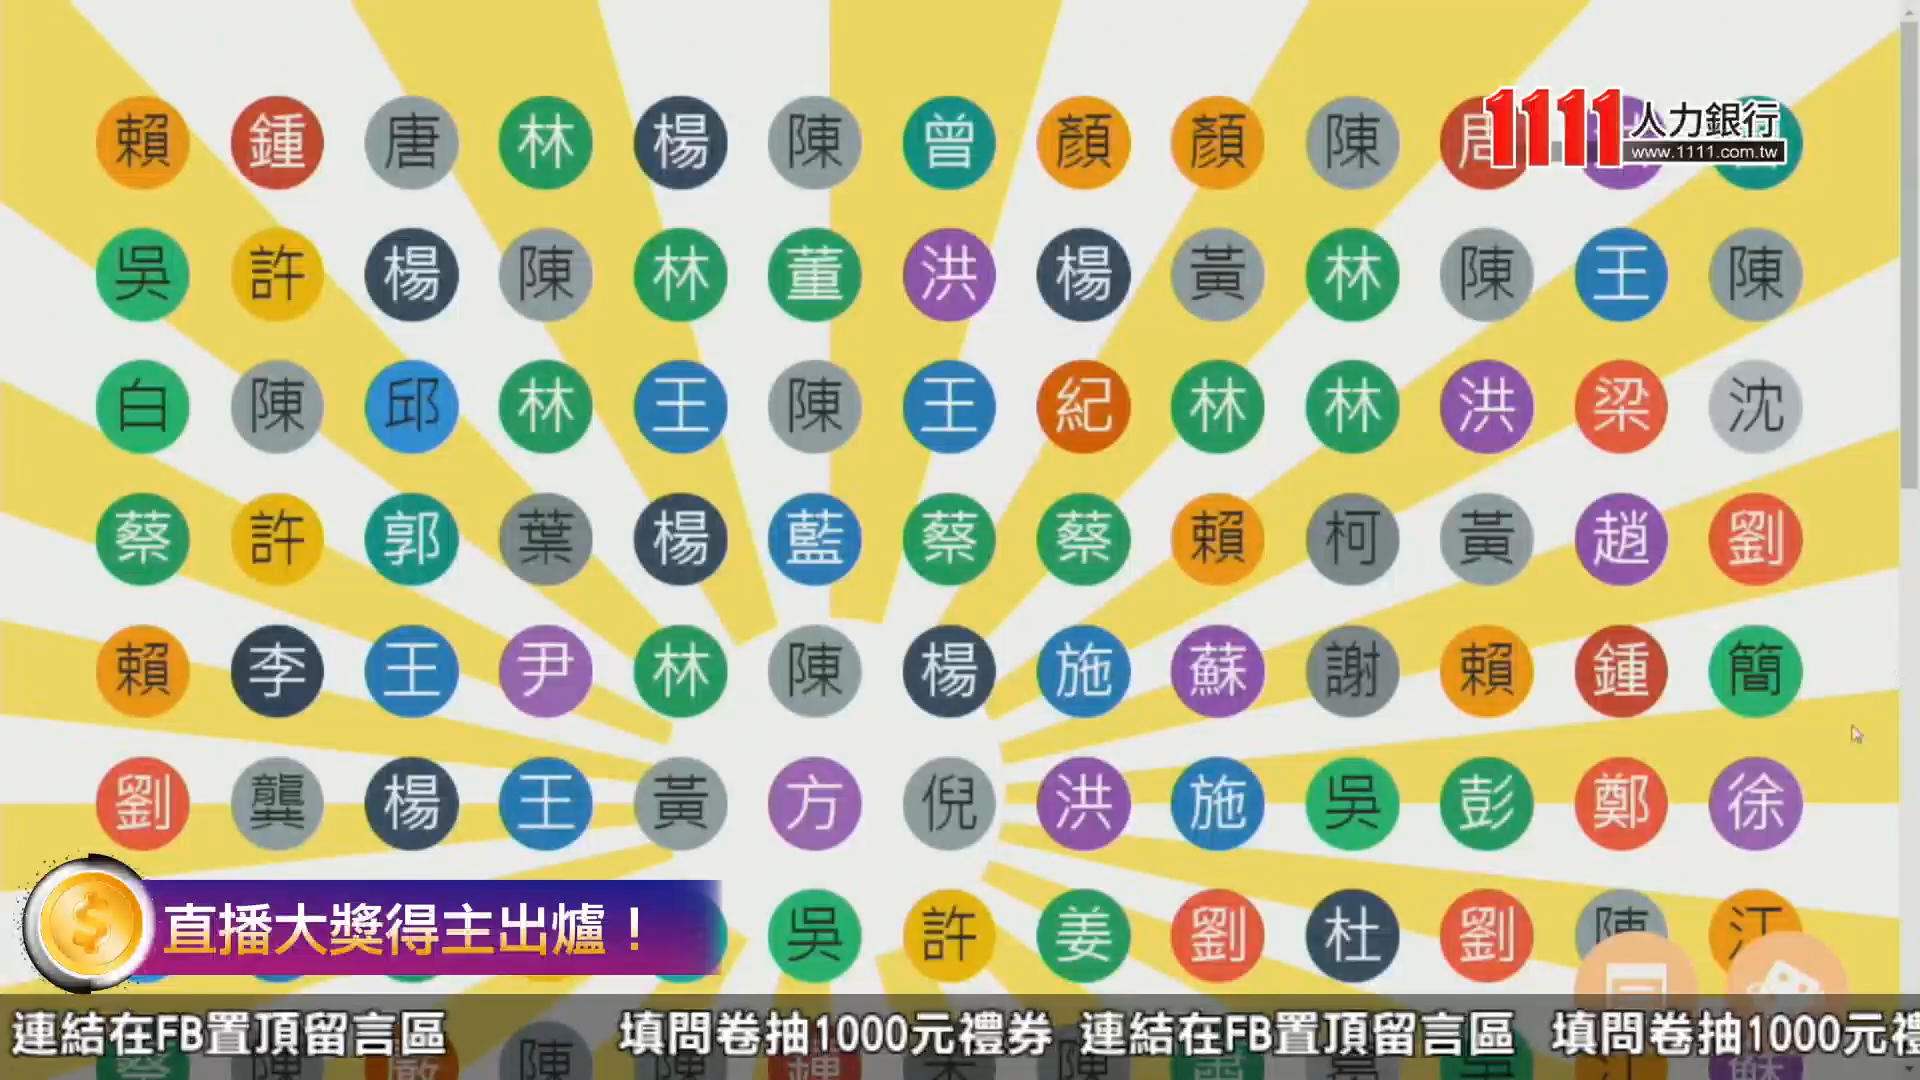 賴 鍾 唐 林 楊 陳 曾 顏 顏 陳 周
1111 人力銀行
www.1111.com.tw
吳 許 楊 陳 林 董 洪 楊 黃 林 陳 王 陳
白 陳 邱 林 王 陳 王 紀 林 林 洪 梁 沈
蔡 許 郭 葉 楊 藍 蔡 蔡 賴 柯 黃 趙 劉
賴 李 王 尹 林 陳 楊 施 蘇 謝 賴 鍾 簡
劉 龔 楊 王 黃 方 倪 洪 施 吳 彭 鄭 徐
吳 許 姜 劉 杜 劉 陳 江
直播大獎得主出爐！
連結在FB置頂留言區 填問卷抽1000元禮券 連結在FB置頂留言區 填問卷抽1000元禮